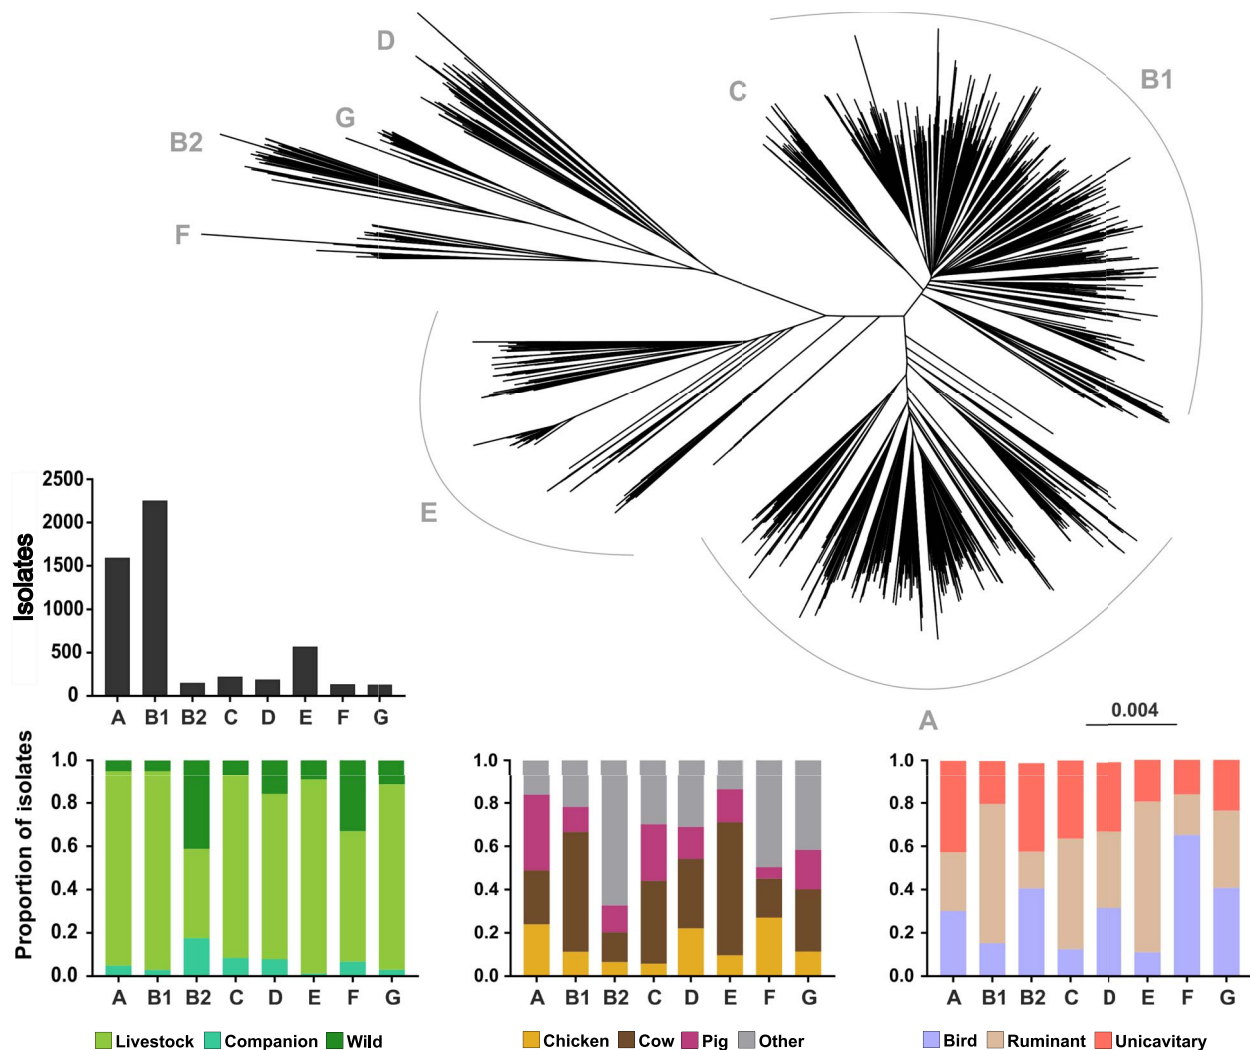 D
B1
C
G
B2
F
E
A
0.004
Isolates
2500
2000
1500
1000
500
0
A B1 B2 C D E F G
Proportion of isolates
1.0
0.8
0.6
0.4
0.2
0.0
A B1 B2 C D E F G
Livestock Companion Wild
1.0
0.8
0.6
0.4
0.2
0.0
A B1 B2 C D E F G
Chicken Cow Pig Other
1.0
0.8
0.6
0.4
0.2
0.0
A B1 B2 C D E F G
Bird Ruminant Unicavitary